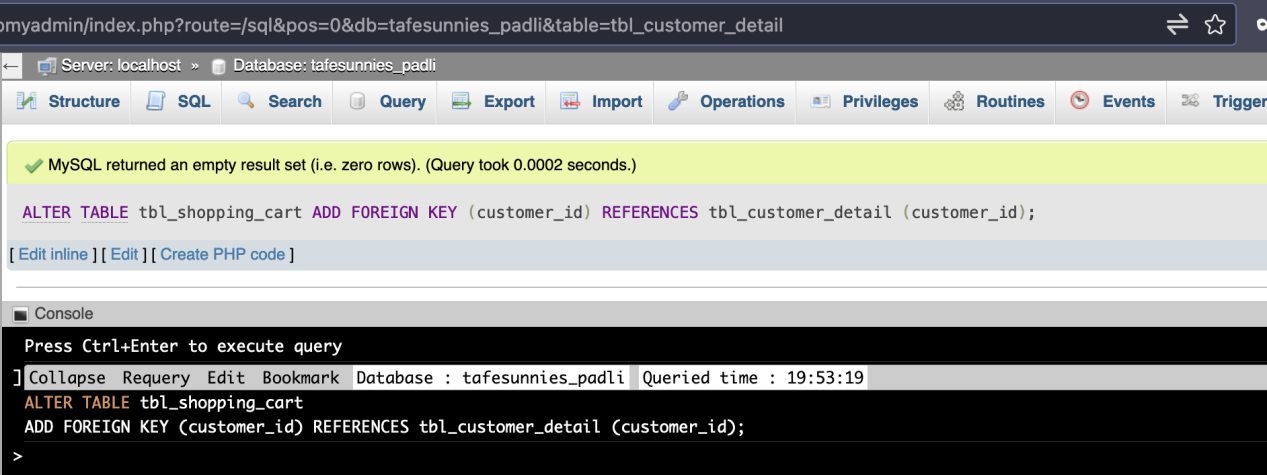 omyadmin/index.php?route=/sql&pos=0&db=tafesunnies_padli&table=tbl_customer_detail
Server: localhost » Database: tafesunnies_padli
Structure SQL Search Query Export Import Operations Privileges Routines Events Trigger
MySQL returned an empty result set (i.e. zero rows). (Query took 0.0002 seconds.)
ALTER TABLE tbl_shopping_cart ADD FOREIGN KEY (customer_id) REFERENCES tbl_customer_detail (customer_id);
[ Edit inline ] [ Edit ] [ Create PHP code ]
Console
Press Ctrl+Enter to execute query
] Collapse Requery Edit Bookmark Database : tafesunnies_padli Queried time : 19:53:19
ALTER TABLE tbl_shopping_cart
ADD FOREIGN KEY (customer_id) REFERENCES tbl_customer_detail (customer_id);
>